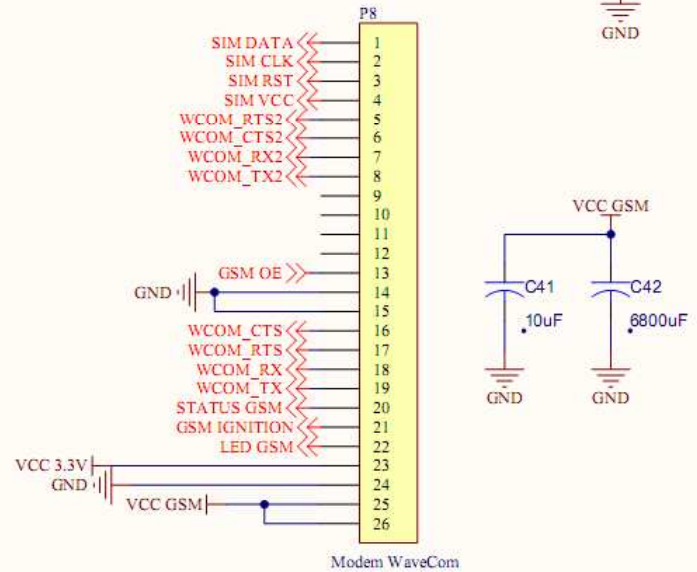 P8
GND
SIM DATA 1
SIM CLK 2
SIM RST 3
SIM VCC 4
WCOM_RTS2 5
WCOM_CTS2 6
WCOM_RX2 7
WCOM_TX2 8
9
10
11
12
GSM OE 13
GND 14
15
WCOM_CTS 16
WCOM_RTS 17
WCOM_RX 18
WCOM_TX 19
STATUS GSM 20
GSM IGNITION 21
LED GSM 22
VCC 3.3V 23
GND 24
VCC GSM 25
26
Modem WaveCom
VCC GSM
C41 C42
10uF 6800uF
GND GND